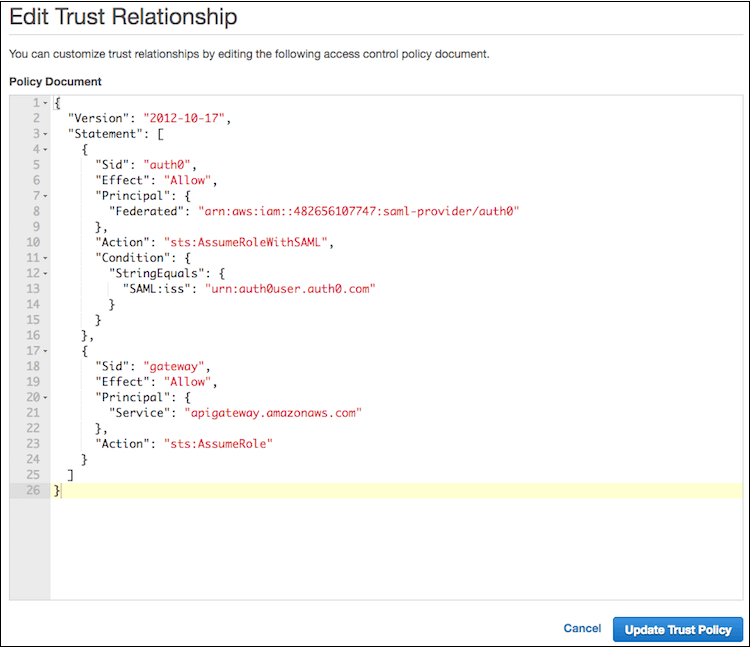 Edit Trust Relationship
You can customize trust relationships by editing the following access control policy document.
Policy Document
1 {
2   "Version": "2012-10-17",
3   "Statement": [
4     {
5       "Sid": "auth0",
6       "Effect": "Allow",
7       "Principal": {
8         "Federated": "arn:aws:iam::482656107747:saml-provider/auth0"
9       },
10       "Action": "sts:AssumeRoleWithSAML",
11       "Condition": {
12         "StringEquals": {
13           "SAML:iss": "urn:auth0user.auth0.com"
14         }
15       }
16     },
17     {
18       "Sid": "gateway",
19       "Effect": "Allow",
20       "Principal": {
21         "Service": "apigateway.amazonaws.com"
22       },
23       "Action": "sts:AssumeRole"
24     }
25   ]
26 }
Cancel Update Trust Policy